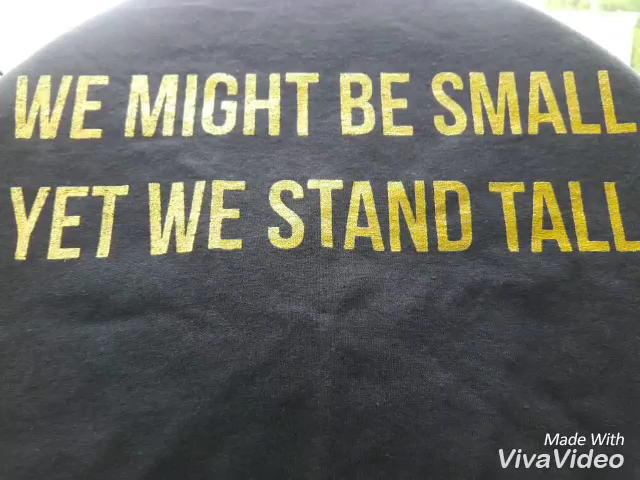 WE MIGHT BE SMALL
YET WE STAND TALL
Made With
VivaVideo